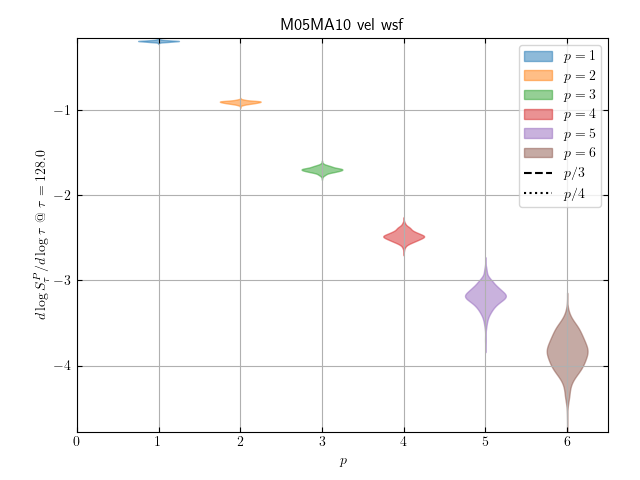 M05MA10 vel wsf
d log S_τ^P / d log τ @ τ = 128.0
−1
−2
−3
−4
0 1 2 3 4 5 6
p
p = 1
p = 2
p = 3
p = 4
p = 5
p = 6
p/3
p/4